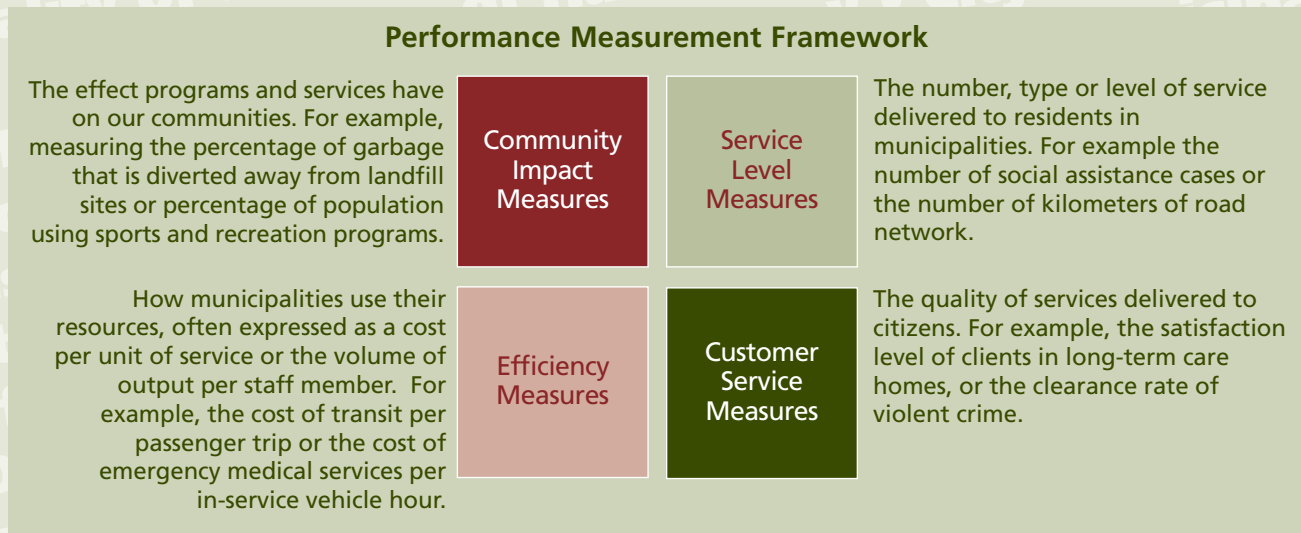 Performance Measurement Framework
The effect programs and services have
on our communities. For example,
measuring the percentage of garbage
that is diverted away from landfill
sites or percentage of population
using sports and recreation programs.
Community
Impact
Measures
Service
Level
Measures
The number, type or level of service
delivered to residents in
municipalities. For example the
number of social assistance cases or
the number of kilometers of road
network.
How municipalities use their
resources, often expressed as a cost
per unit of service or the volume of
output per staff member. For
example, the cost of transit per
passenger trip or the cost of
emergency medical services per
in-service vehicle hour.
Efficiency
Measures
Customer
Service
Measures
The quality of services delivered to
citizens. For example, the satisfaction
level of clients in long-term care
homes, or the clearance rate of
violent crime.